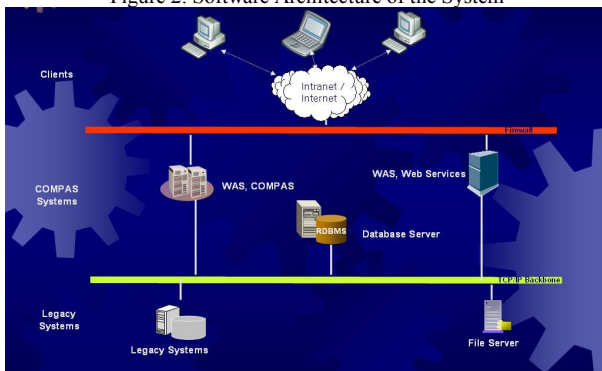 Figure 2. Software Architecture of the System
Clients
Intranet /
Internet
Firewall
COMPAS
Systems
WAS, COMPAS
WAS, Web Services
RDBMS
Database Server
TCP/IP Backbone
Legacy
Systems
Legacy Systems
File Server